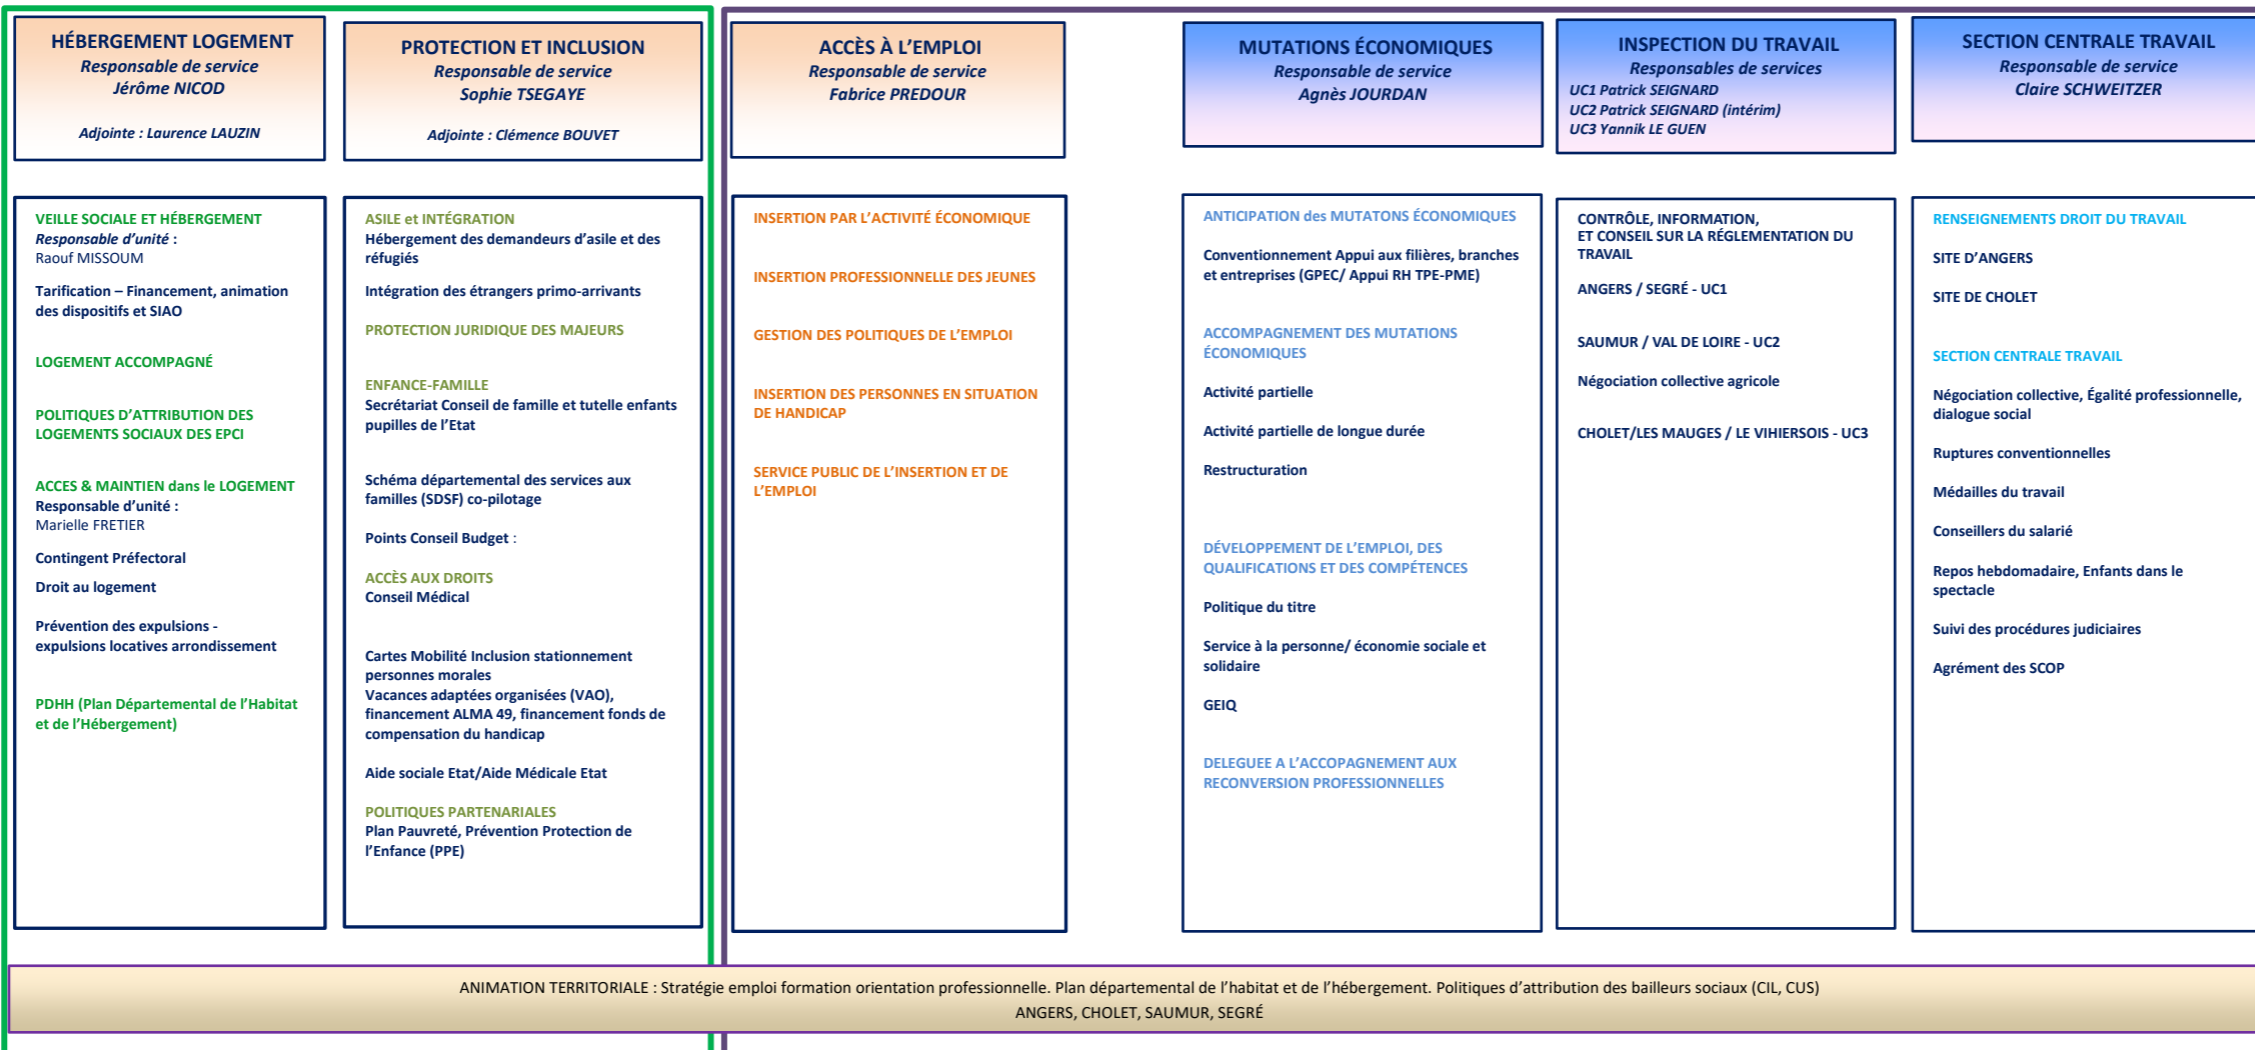 HÉBERGEMENT LOGEMENT
Responsable de service
Jérôme NICOD
Adjointe : Laurence LAUZIN
PROTECTION ET INCLUSION
Responsable de service
Sophie TSEGAYE
Adjointe : Clémence BOUVET
ACCÈS À L’EMPLOI
Responsable de service
Fabrice PREDOUR
MUTATIONS ÉCONOMIQUES
Responsable de service
Agnès JOURDAN
INSPECTION DU TRAVAIL
Responsables de services
UC1 Patrick SEIGNARD
UC2 Patrick SEIGNARD (intérim)
UC3 Yannik LE GUEN
SECTION CENTRALE TRAVAIL
Responsable de service
Claire SCHWEITZER
VEILLE SOCIALE ET HÉBERGEMENT
Responsable d’unité :
Raouf MISSOUM
Tarification – Financement, animation
des dispositifs et SIAO
LOGEMENT ACCOMPAGNÉ
POLITIQUES D’ATTRIBUTION DES
LOGEMENTS SOCIAUX DES EPCI
ACCES & MAINTIEN dans le LOGEMENT
Responsable d’unité :
Marielle FRETIER
Contingent Préfectoral
Droit au logement
Prévention des expulsions -
expulsions locatives arrondissement
PDHH (Plan Départemental de l’Habitat
et de l’Hébergement)
ASILE et INTÉGRATION
Hébergement des demandeurs d’asile et des
réfugiés
Intégration des étrangers primo-arrivants
PROTECTION JURIDIQUE DES MAJEURS
ENFANCE-FAMILLE
Secrétariat Conseil de famille et tutelle enfants
pupilles de l’Etat
Schéma départemental des services aux
familles (SDSF) co-pilotage
Points Conseil Budget :
ACCÈS AUX DROITS
Conseil Médical
Cartes Mobilité Inclusion stationnement
personnes morales
Vacances adaptées organisées (VAO),
financement ALMA 49, financement fonds de
compensation du handicap
Aide sociale Etat/Aide Médicale Etat
POLITIQUES PARTENARIALES
Plan Pauvreté, Prévention Protection de
l’Enfance (PPE)
INSERTION PAR L’ACTIVITÉ ÉCONOMIQUE
INSERTION PROFESSIONNELLE DES JEUNES
GESTION DES POLITIQUES DE L’EMPLOI
INSERTION DES PERSONNES EN SITUATION
DE HANDICAP
SERVICE PUBLIC DE L’INSERTION ET DE
L’EMPLOI
ANTICIPATION des MUTATONS ÉCONOMIQUES
Conventionnement Appui aux filières, branches
et entreprises (GPEC/ Appui RH TPE-PME)
ACCOMPAGNEMENT DES MUTATIONS
ÉCONOMIQUES
Activité partielle
Activité partielle de longue durée
Restructuration
DÉVELOPPEMENT DE L’EMPLOI, DES
QUALIFICATIONS ET DES COMPÉTENCES
Politique du titre
Service à la personne/ économie sociale et
solidaire
GEIQ
DELEGUEE A L’ACCOPAGNEMENT AUX
RECONVERSION PROFESSIONNELLES
CONTRÔLE, INFORMATION,
ET CONSEIL SUR LA RÉGLEMENTATION DU
TRAVAIL
ANGERS / SEGRÉ - UC1
SAUMUR / VAL DE LOIRE - UC2
Négociation collective agricole
CHOLET/LES MAUGES / LE VIHIERSOIS - UC3
RENSEIGNEMENTS DROIT DU TRAVAIL
SITE D’ANGERS
SITE DE CHOLET
SECTION CENTRALE TRAVAIL
Négociation collective, Égalité professionnelle,
dialogue social
Ruptures conventionnelles
Médailles du travail
Conseillers du salarié
Repos hebdomadaire, Enfants dans le
spectacle
Suivi des procédures judiciaires
Agrément des SCOP
ANIMATION TERRITORIALE : Stratégie emploi formation orientation professionnelle. Plan départemental de l’habitat et de l’hébergement. Politiques d’attribution des bailleurs sociaux (CIL, CUS)
ANGERS, CHOLET, SAUMUR, SEGRÉ